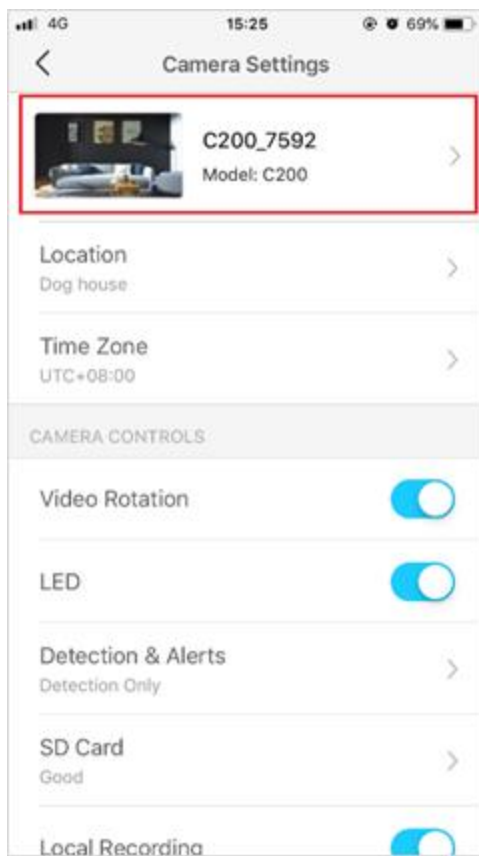 4G 15:25 69%
Camera Settings
C200_7592
Model: C200
Location
Dog house
Time Zone
UTC+08:00
CAMERA CONTROLS
Video Rotation
LED
Detection & Alerts
Detection Only
SD Card
Good
Local Recording